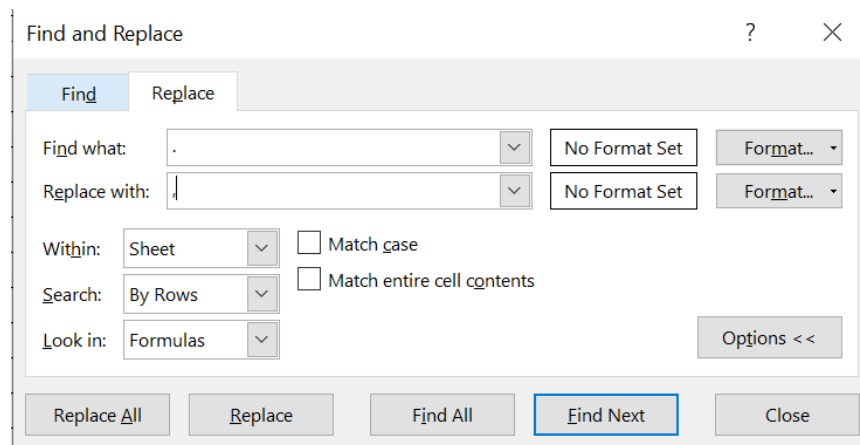 Find and Replace ?
Find Replace
Find what: . No Format Set Format...
Replace with: , No Format Set Format...
Within: Sheet Match case
Match entire cell contents
Search: By Rows
Look in: Formulas Options <<
Replace All Replace Find All Find Next Close